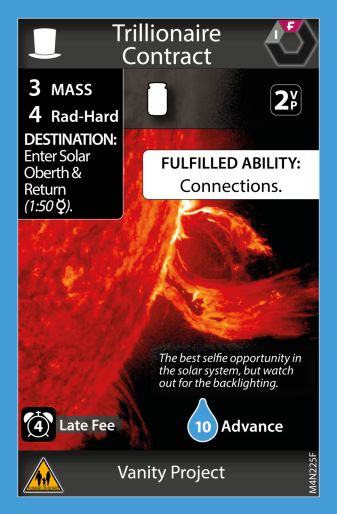 Trillionaire
Contract
I
F
3 MASS
4 Rad-Hard
DESTINATION:
Enter Solar
Oberth &
Return
(1:50 ☿).
2 VP
FULFILLED ABILITY:
Connections.
The best selfie opportunity in
the solar system, but watch
out for the backlighting.
4 Late Fee
10 Advance
Vanity Project
M4N225F